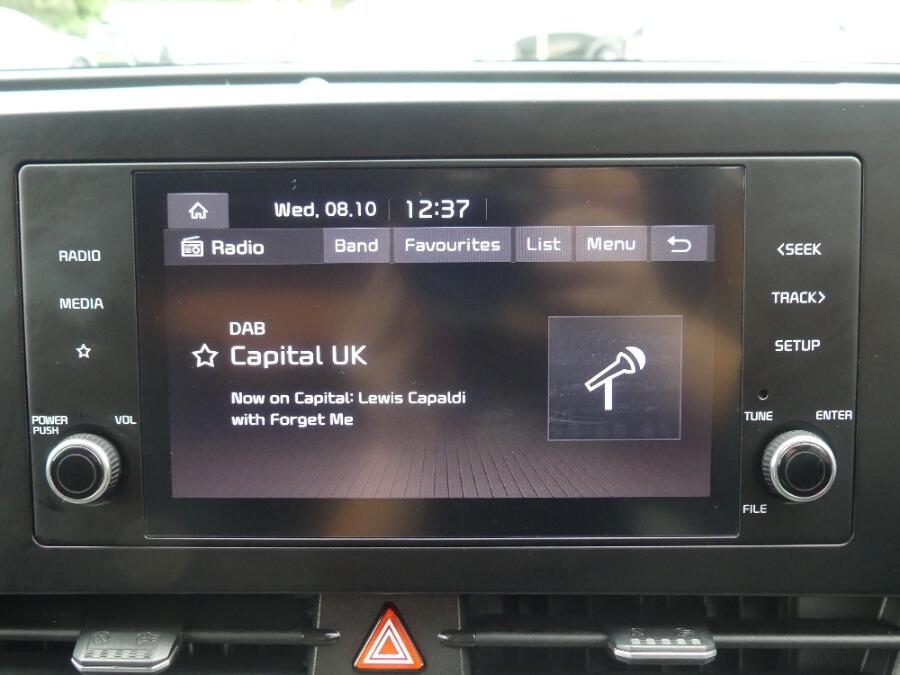 Wed, 08.10 12:37
Radio Band Favourites List Menu
RADIO
MEDIA
DAB
Capital UK
Now on Capital: Lewis Capaldi
with Forget Me
POWER
PUSH
VOL
<SEEK
TRACK>
SETUP
TUNE
ENTER
FILE